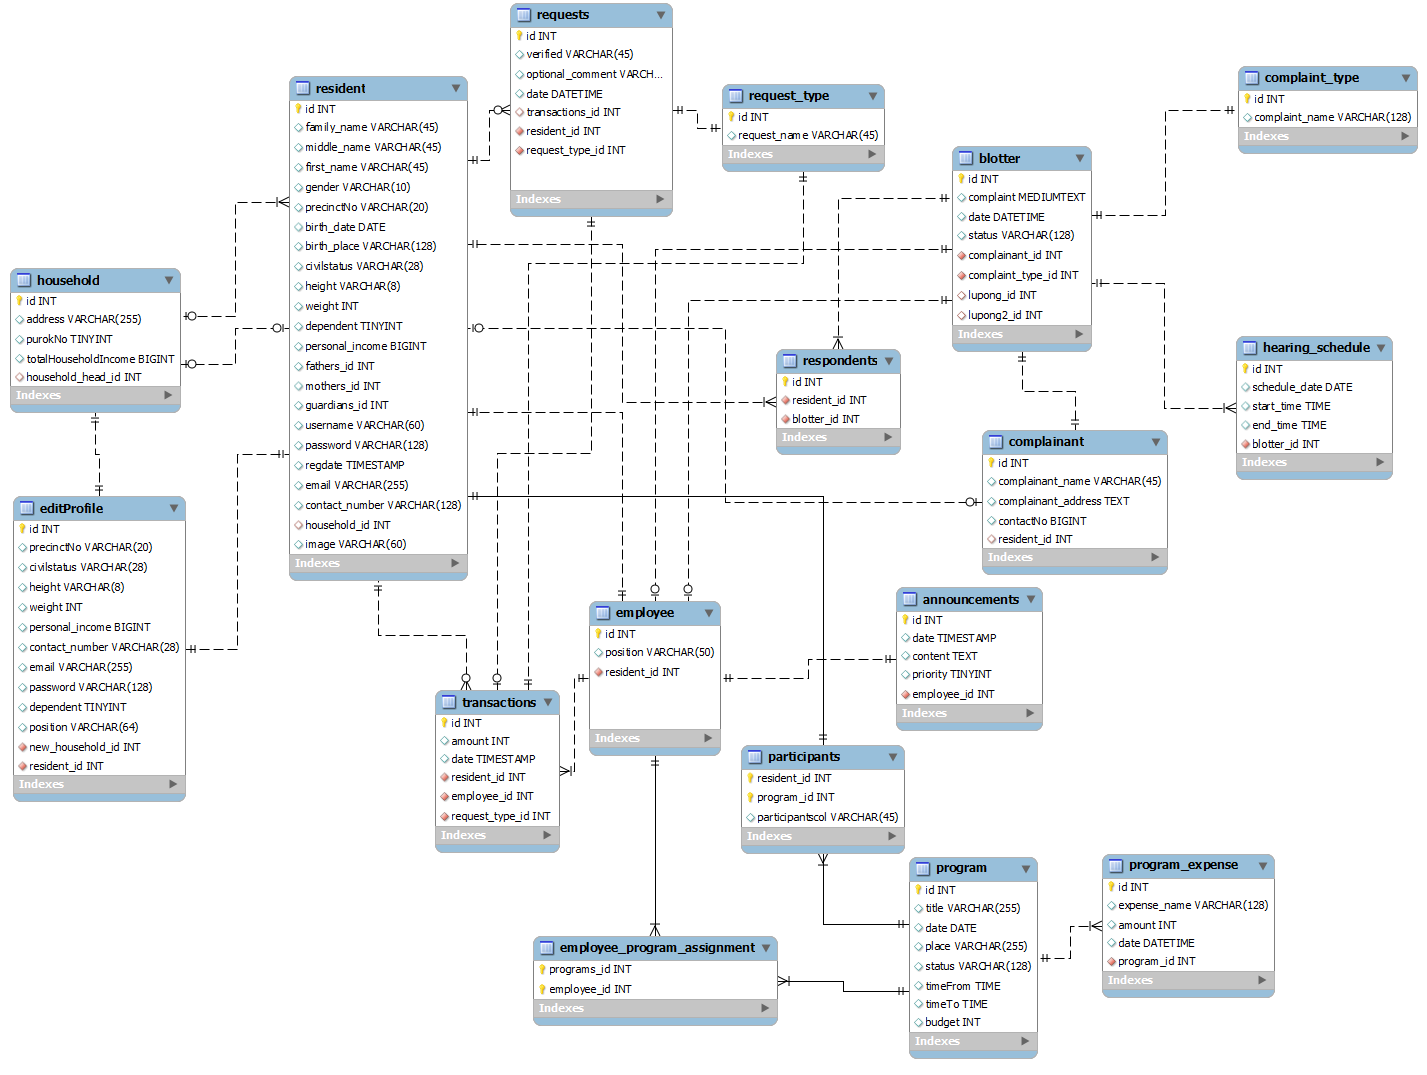 requests
id INT
verified VARCHAR(45)
optional_comment VARCH...
date DATETIME
transactions_id INT
resident_id INT
request_type_id INT
Indexes
resident
id INT
family_name VARCHAR(45)
middle_name VARCHAR(45)
first_name VARCHAR(45)
gender VARCHAR(10)
precinctNo VARCHAR(20)
birth_date DATE
birth_place VARCHAR(128)
civilstatus VARCHAR(28)
height VARCHAR(8)
weight INT
dependent TINYINT
personal_income BIGINT
fathers_id INT
mothers_id INT
guardians_id INT
username VARCHAR(60)
password VARCHAR(128)
regdate TIMESTAMP
email VARCHAR(255)
contact_number VARCHAR(128)
household_id INT
image VARCHAR(60)
Indexes
request_type
id INT
request_name VARCHAR(45)
Indexes
complaint_type
id INT
complaint_name VARCHAR(128)
Indexes
blotter
id INT
complaint MEDIUMTEXT
date DATETIME
status VARCHAR(128)
complainant_id INT
complaint_type_id INT
lupong_id INT
lupong2_id INT
Indexes
household
id INT
address VARCHAR(255)
purokNo TINYINT
totalHouseholdIncome BIGINT
household_head_id INT
Indexes
respondents
id INT
resident_id INT
blotter_id INT
Indexes
hearing_schedule
id INT
schedule_date DATE
start_time TIME
end_time TIME
blotter_id INT
Indexes
complainant
id INT
complainant_name VARCHAR(45)
complainant_address TEXT
contactNo BIGINT
resident_id INT
Indexes
editProfile
id INT
precinctNo VARCHAR(20)
civilstatus VARCHAR(28)
height VARCHAR(8)
weight INT
personal_income BIGINT
contact_number VARCHAR(28)
email VARCHAR(255)
password VARCHAR(128)
dependent TINYINT
position VARCHAR(64)
new_household_id INT
resident_id INT
Indexes
employee
id INT
position VARCHAR(50)
resident_id INT
Indexes
announcements
id INT
date TIMESTAMP
content TEXT
priority TINYINT
employee_id INT
Indexes
transactions
id INT
amount INT
date TIMESTAMP
resident_id INT
employee_id INT
request_type_id INT
Indexes
participants
resident_id INT
program_id INT
participantscol VARCHAR(45)
Indexes
program
id INT
title VARCHAR(255)
date DATE
place VARCHAR(255)
status VARCHAR(128)
timeFrom TIME
timeTo TIME
budget INT
Indexes
program_expense
id INT
expense_name VARCHAR(128)
amount INT
date DATETIME
program_id INT
Indexes
employee_program_assignment
programs_id INT
employee_id INT
Indexes